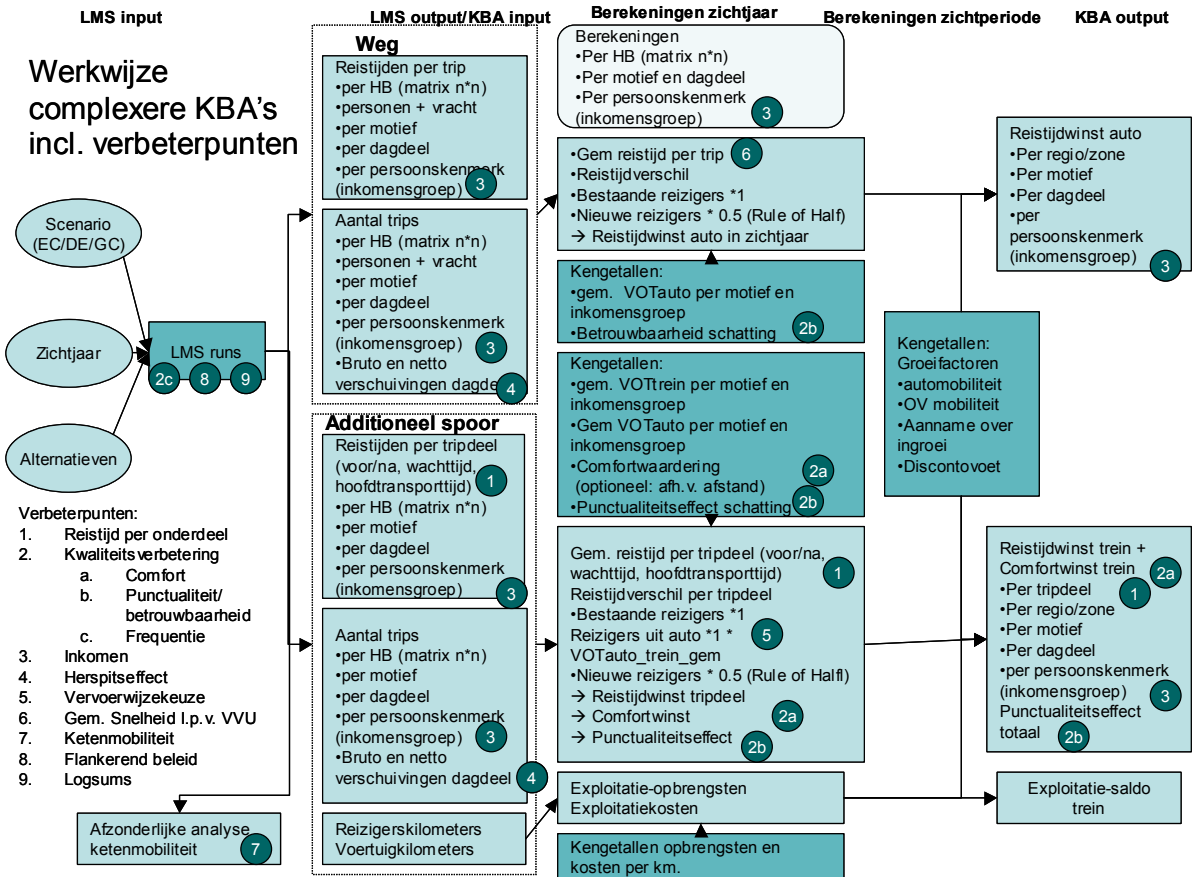 LMS input
LMS output/KBA input
Berekeningen zichtjaar
Berekeningen zichtperiode
KBA output
Werkwijze
complexere KBA's
incl. verbeterpunten
Scenario
(EC/DE/GC)
Zichtjaar
Alternatieven
LMS runs
2c
8
9
Verbeterpunten:
1. Reistijd per onderdeel
2. Kwaliteitsverbetering
a. Comfort
b. Punctualiteit/
betrouwbaarheid
c. Frequentie
3. Inkomen
4. Herspitseffect
5. Vervoerwijzekeuze
6. Gem. Snelheid I.p.v. VVU
7. Ketenmobiliteit
8. Flankerend beleid
9. Logsums
Afzonderlijke analyse
ketenmobiliteit
7
Weg
Reistijden per trip
•per HB (matrix n*n)
•personen + vracht
•per motief
•per dagdeel
•per persoonskenmerk
(inkomensgroep)
3
Aantal trips
•per HB (matrix n*n)
•personen + vracht
•per motief
•per dagdeel
•per persoonskenmerk
(inkomensgroep)
3
•Bruto en netto
verschuivingen dagdeel
4
Additioneel spoor
Reistijden per tripdeel
(voor/na, wachttijd,
hoofdtransporttijd)
1
•per HB (matrix n*n)
•per motief
•per dagdeel
•per persoonskenmerk
(inkomensgroep)
3
Aantal trips
•per HB (matrix n*n)
•per motief
•per dagdeel
•per persoonskenmerk
(inkomensgroep)
3
•Bruto en netto
verschuivingen dagdeel
4
Reizigerskilometers
Voertuigkilometers
Berekeningen
•Per HB (matrix n*n)
•Per motief en dagdeel
•Per persoonskenmerk
(inkomensgroep)
3
•Gem reistijd per trip
6
•Reistijdverschil
•Bestaande reizigers *1
•Nieuwe reizigers * 0.5 (Rule of Half)
→ Reistijdwinst auto in zichtjaar
Kengetallen:
•gem. VOTauto per motief en
inkomensgroep
•Betrouwbaarheid schatting
2b
Kengetallen:
•gem. VOTtrein per motief en
inkomensgroep
•Gem VOTauto per motief en
inkomensgroep
•Comfortwaardering
2a
(optioneel: afh.v. afstand)
•Punctualiteitseffect schatting
2b
Gem. reistijd per tripdeel (voor/na,
wachttijd, hoofdtransporttijd)
1
Reistijdverschil per tripdeel
•Bestaande reizigers *1
Reizigers uit auto *1 *
5
VOTauto_trein_gem
•Nieuwe reizigers * 0.5 (Rule of Halfl)
→ Reistijdwinst tripdeel
→ Comfortwinst
2a
→ Punctualiteitseffect
2b
Exploitatie-opbrengsten
Exploitatiekosten
Kengetallen opbrengsten en
kosten per km.
Kengetallen:
Groeifactoren
•automobiliteit
•OV mobiliteit
•Aanname over
ingroei
•Discontovoet
Reistijdwinst auto
•Per regio/zone
•Per motief
•Per dagdeel
•per
persoonskenmerk
(inkomensgroep)
3
Reistijdwinst trein +
Comfortwinst trein
2a
•Per tripdeel
1
•Per regio/zone
•Per motief
•Per dagdeel
•per persoonskenmerk
(inkomensgroep)
3
Punctualiteitseffect
totaal
2b
Exploitatie-saldo
trein